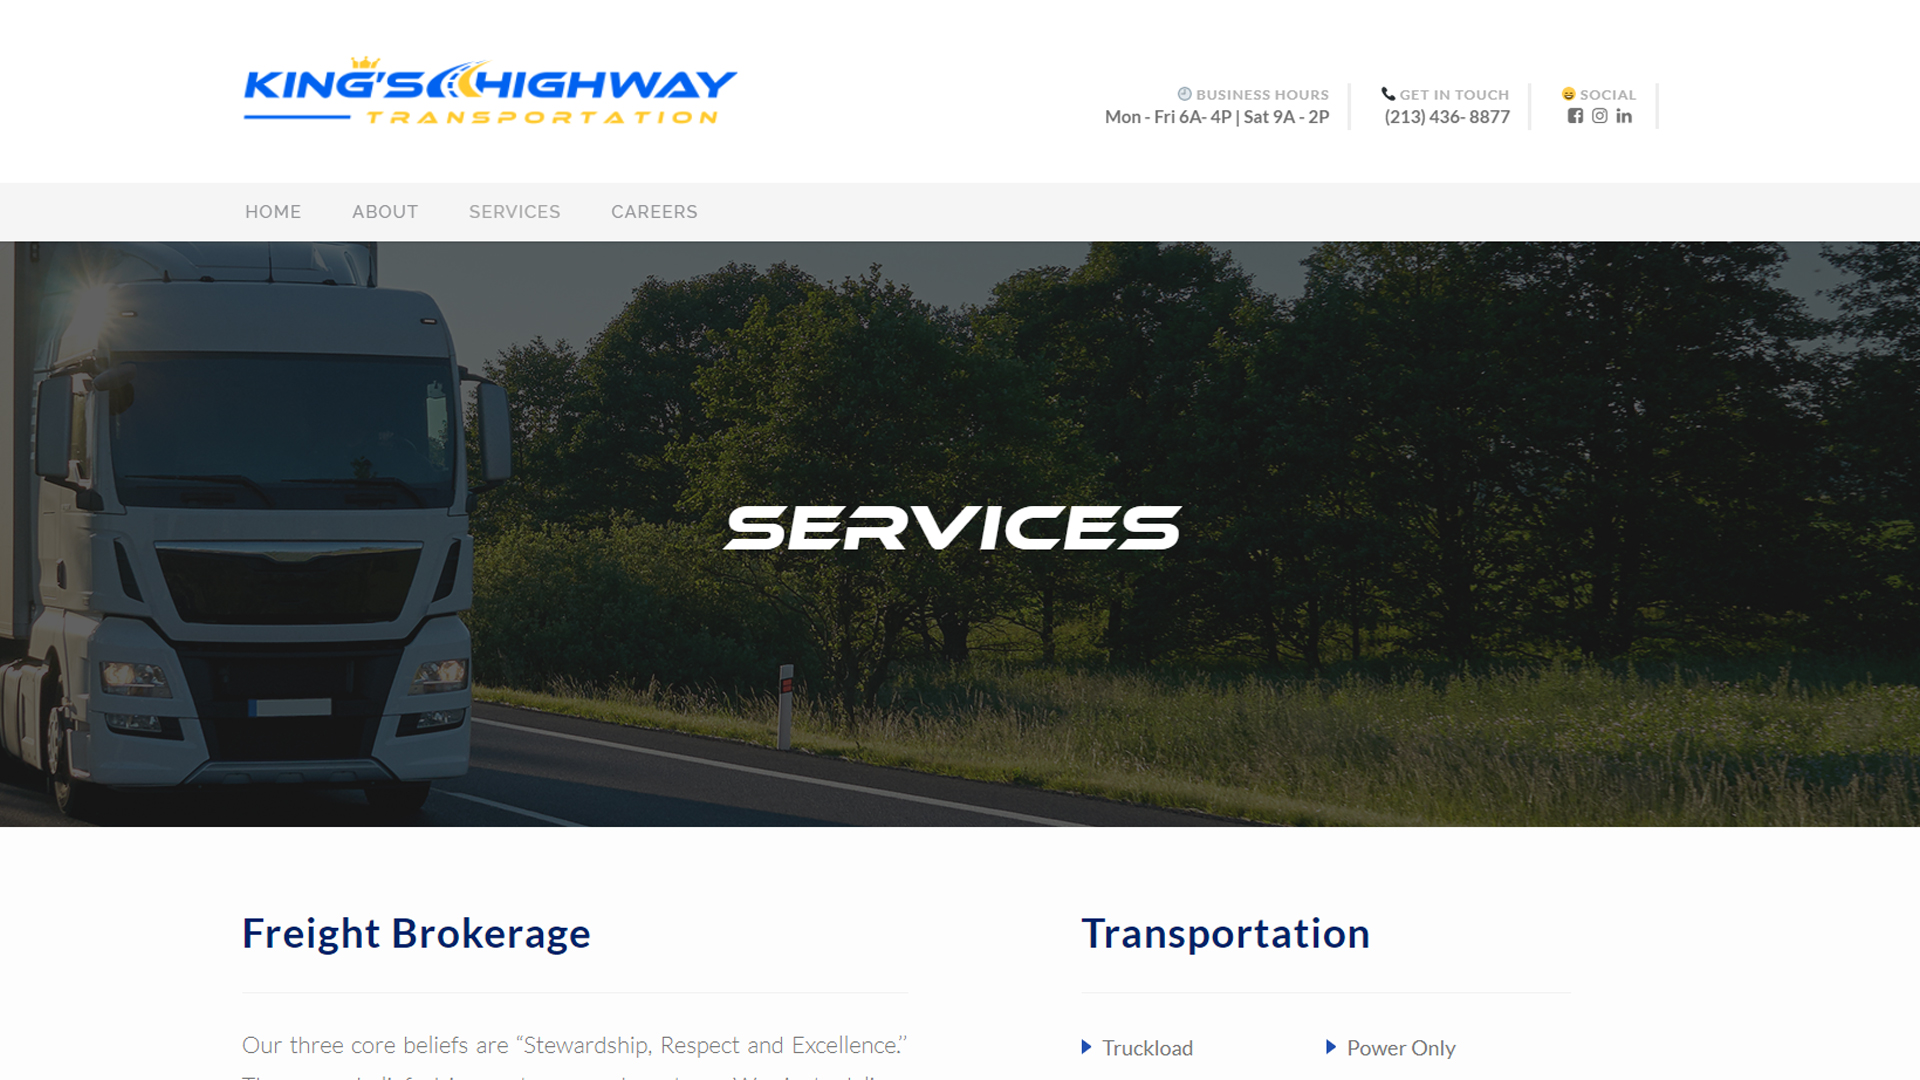 KING'S HIGHWAY
TRANSPORTATION
BUSINESS HOURS
Mon - Fri 6A- 4P | Sat 9A - 2P
GET IN TOUCH
(213) 436- 8877
SOCIAL
HOME ABOUT SERVICES CAREERS
SERVICES
Freight Brokerage
Our three core beliefs are “Stewardship, Respect and Excellence.”
Transportation
Truckload
Power Only